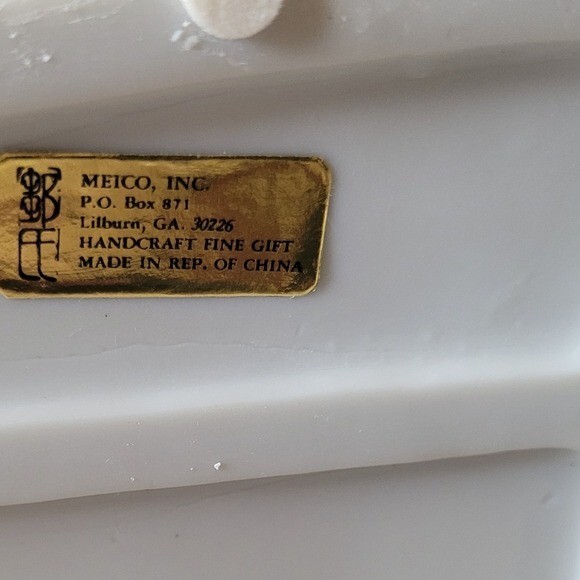 MEICO, INC.
P.O. Box 871
Lilburn, GA. 30226
HANDCRAFT FINE GIFT
MADE IN REP. OF CHINA